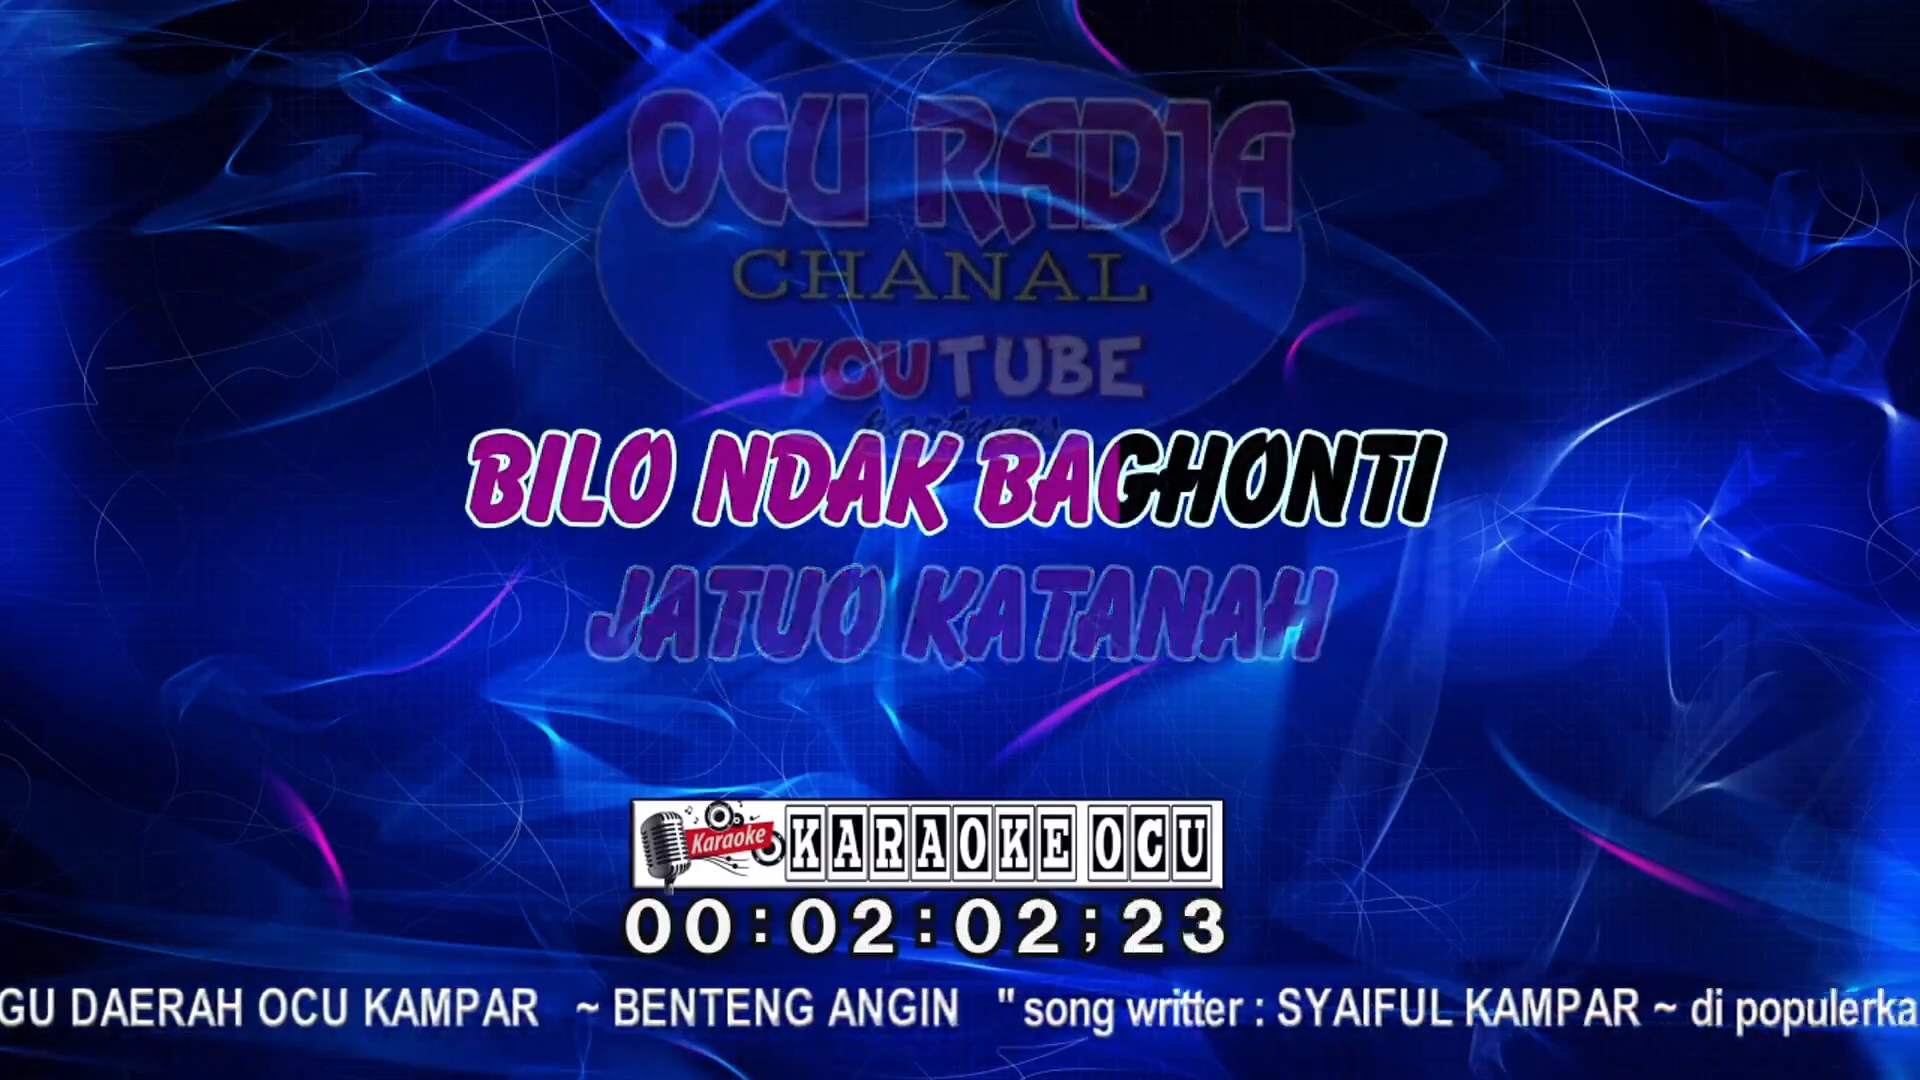 OCU RADJA
CHANAL
YOUTUBE
BILO NDAK BAGHONTI
JATUO KATANAH
Karaoke
KARAOKE OCU
00:02:02;23
GU DAERAH OCU KAMPAR ~ BENTENG ANGIN " song writter : SYAIFUL KAMPAR ~ di populerka